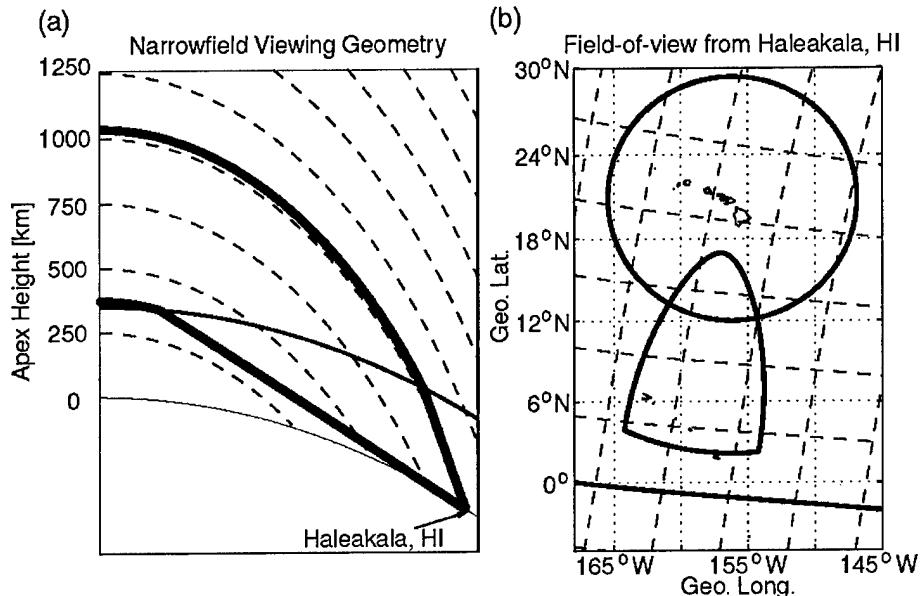 (a)
Narrowfield Viewing Geometry
1250
1000
750
500
250
0
Apex Height [km]
Haleakala, HI
(b)
Field-of-view from Haleakala, HI
30°N
24°N
18°N
12°N
6°N
0°
Geo. Lat.
165°W 155°W 145°W
Geo. Long.